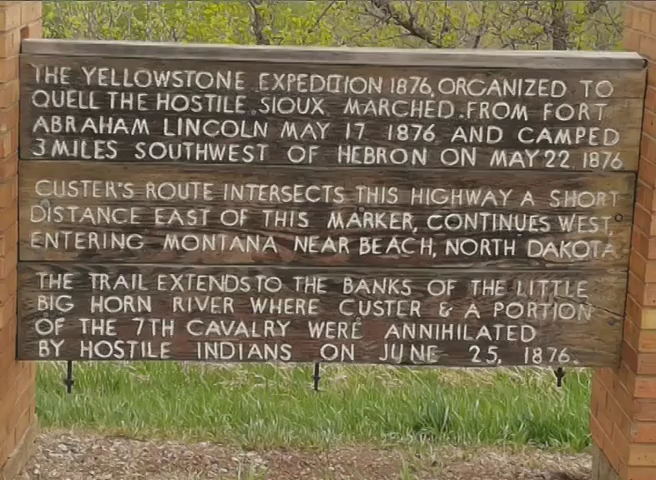 THE YELLOWSTONE EXPEDITION 1876, ORGANIZED TO
QUELL THE HOSTILE SIOUX MARCHED FROM FORT
ABRAHAM LINCOLN MAY 17 1876 AND CAMPED
3 MILES SOUTHWEST OF HEBRON ON MAY 22 1876
CUSTER'S ROUTE INTERSECTS THIS HIGHWAY A SHORT
DISTANCE EAST OF THIS MARKER, CONTINUES WEST,
ENTERING MONTANA NEAR BEACH, NORTH DAKOTA
THE TRAIL EXTENDS TO THE BANKS OF THE LITTLE
BIG HORN RIVER WHERE CUSTER & A PORTION
OF THE 7TH CAVALRY WERE ANNIHILATED
BY HOSTILE INDIANS ON JUNE 25, 1876.